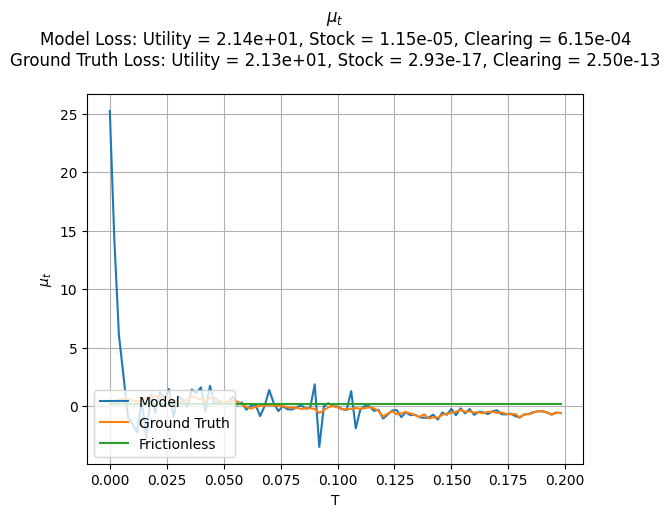 μt
Model Loss: Utility = 2.14e+01, Stock = 1.15e-05, Clearing = 6.15e-04
Ground Truth Loss: Utility = 2.13e+01, Stock = 2.93e-17, Clearing = 2.50e-13
25
20
15
10
5
0
μt
Model
Ground Truth
Frictionless
0.000 0.025 0.050 0.075 0.100 0.125 0.150 0.175 0.200
T